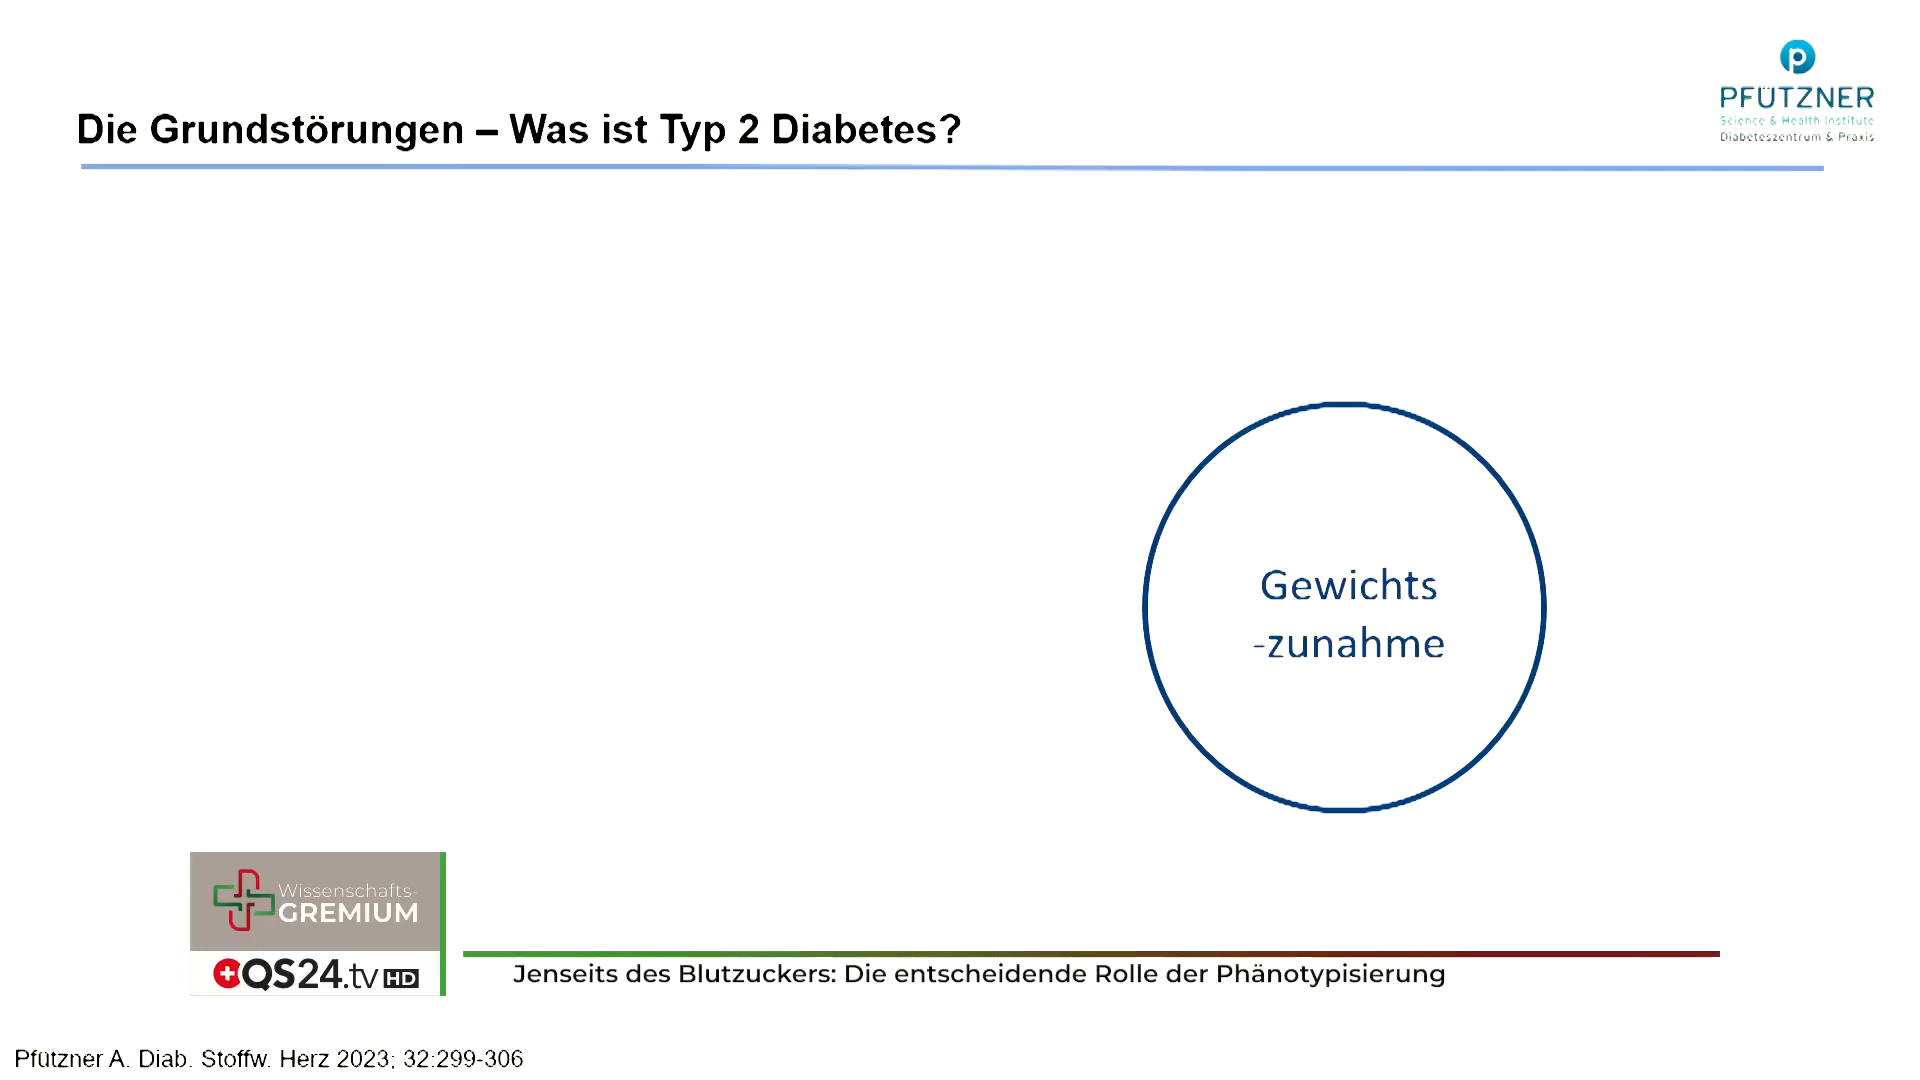 PFÜTZNER
Science & Health Institute
Diabeteszentrum & Praxis
Die Grundstörungen – Was ist Typ 2 Diabetes?
Gewichts
-zunahme
Wissenschafts-
GREMIUM
QS24.tv HD
Jenseits des Blutzuckers: Die entscheidende Rolle der Phänotypisierung
Pfützner A. Diab. Stoffw. Herz 2023; 32:299-306